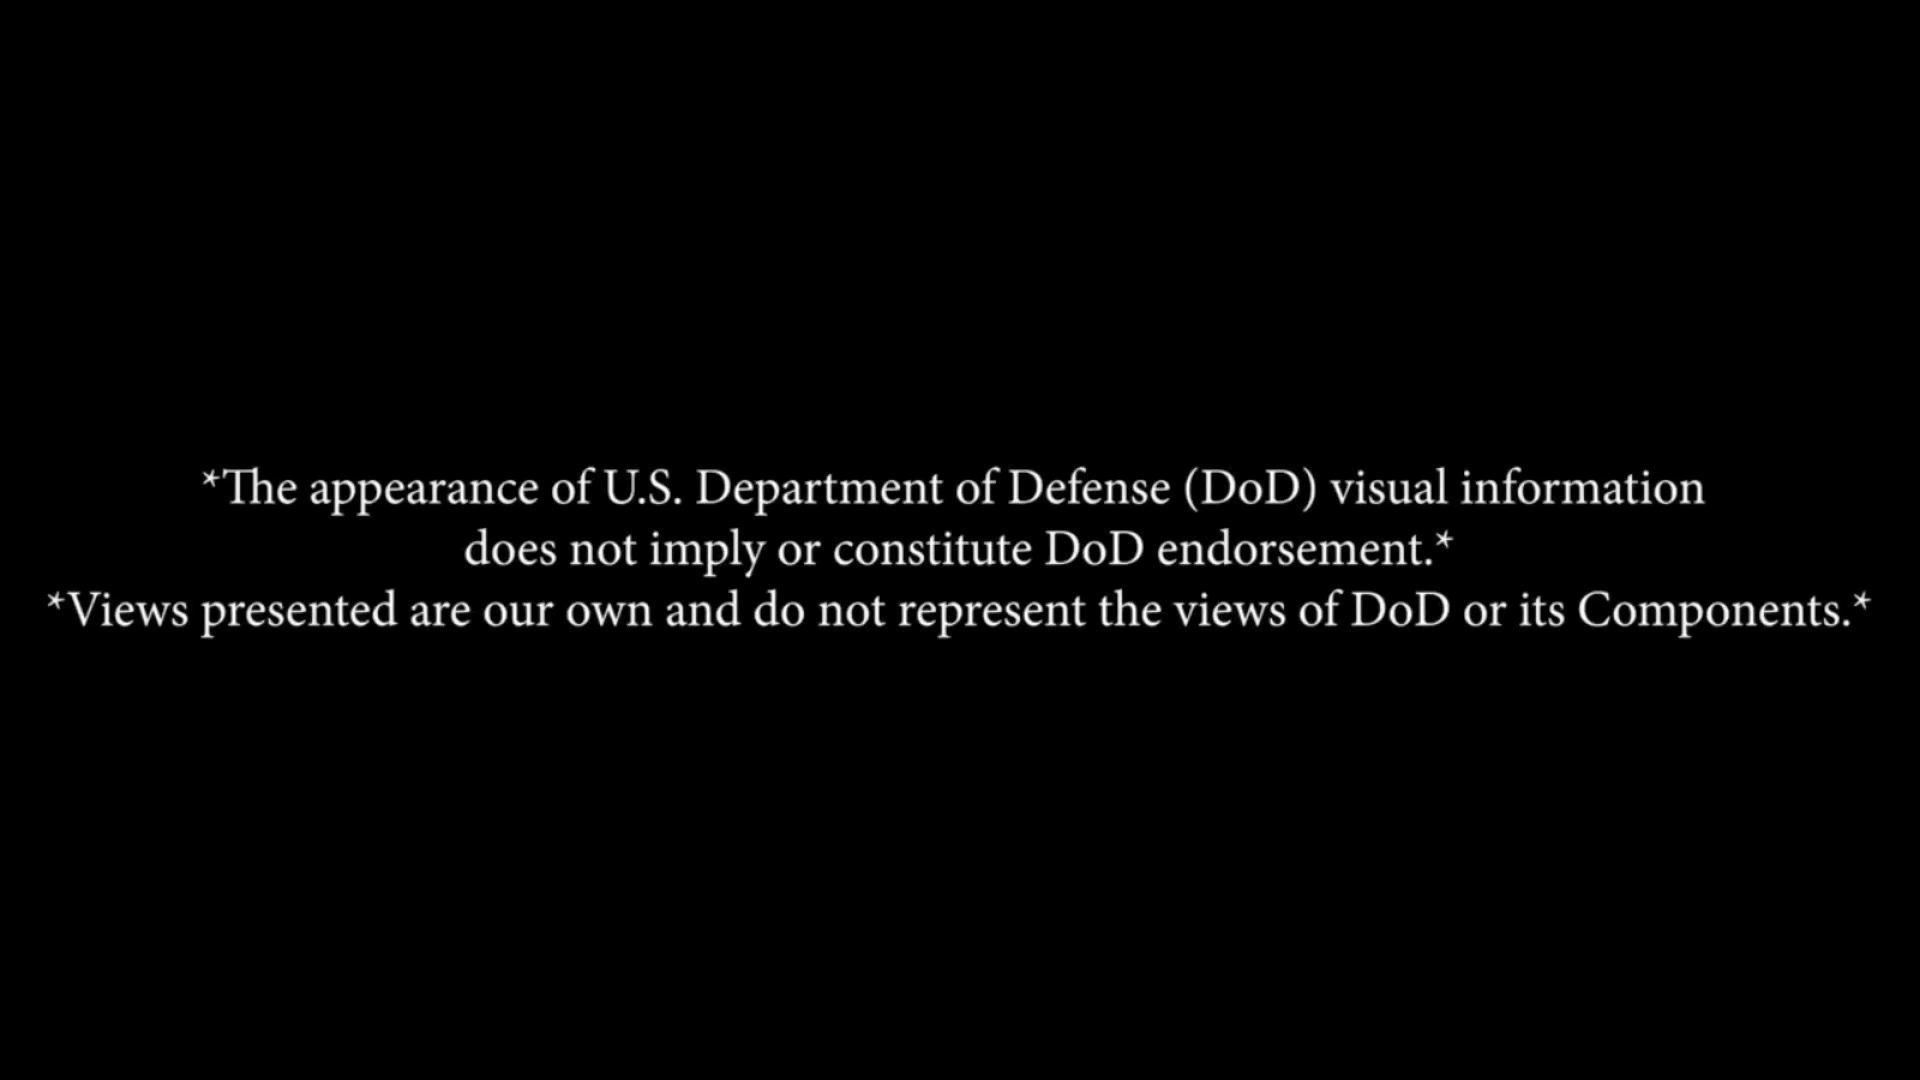 *The appearance of U.S. Department of Defense (DoD) visual information
does not imply or constitute DoD endorsement.*
*Views presented are our own and do not represent the views of DoD or its Components.*